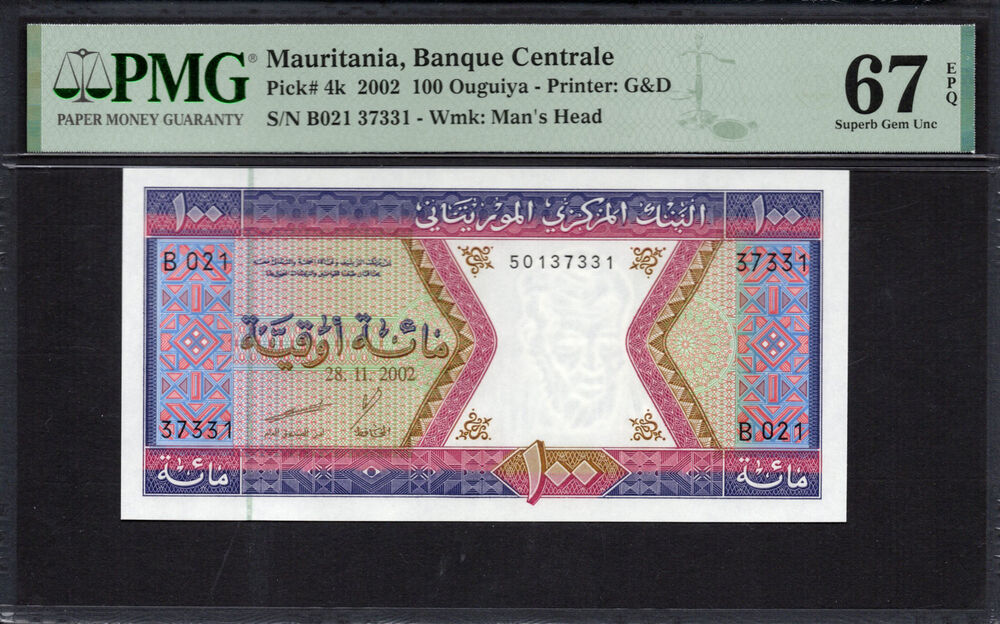 PMG®
PAPER MONEY GUARANTY
Mauritania, Banque Centrale
Pick# 4k 2002 100 Ouguiya - Printer: G&D
S/N B021 37331 - Wmk: Man's Head
67
EPQ
Superb Gem Unc
١٠٠
البنك المركزي الموريتاني
١٠٠
B 021
50137331
37331
مائة أوقية
28. 11. 2002
37331
B 021
مائة
١٠٠
مائة